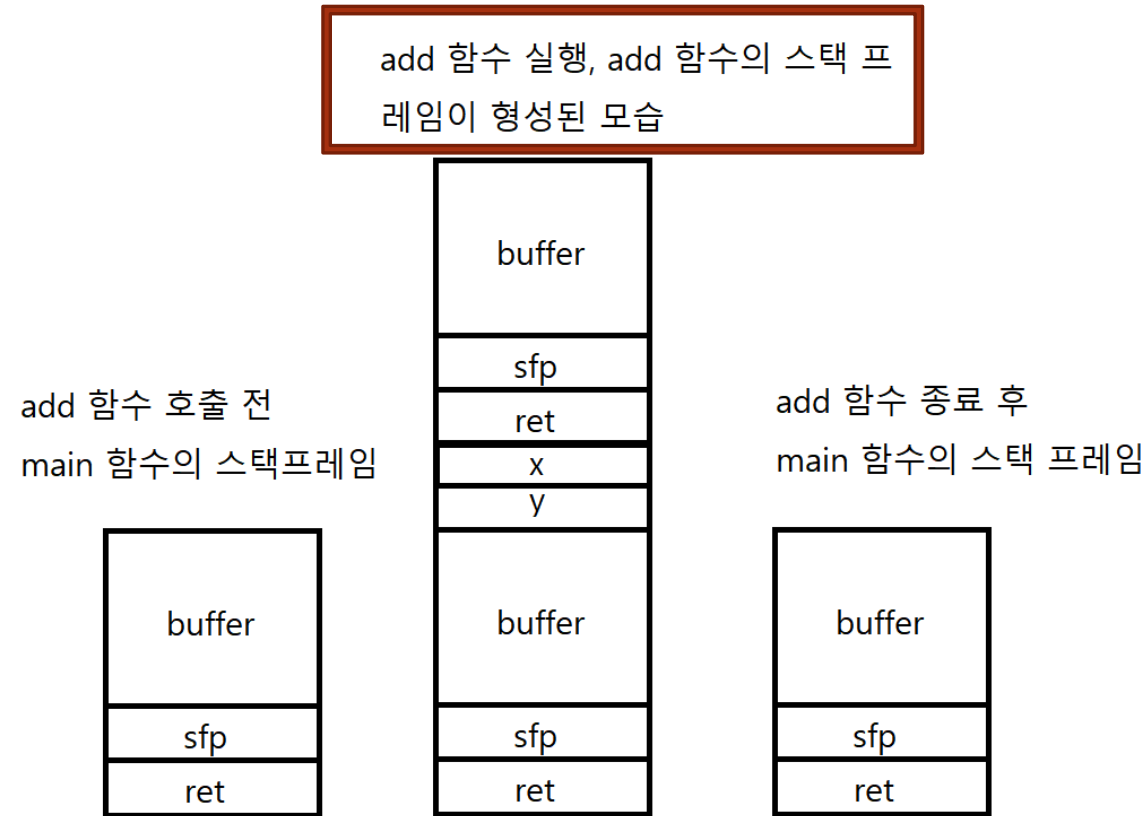 add 함수 실행, add 함수의 스택 프
레임이 형성된 모습
buffer
sfp
ret
x
y
buffer
sfp
ret
add 함수 호출 전
main 함수의 스택프레임
buffer
sfp
ret
add 함수 종료 후
main 함수의 스택 프레임
buffer
sfp
ret